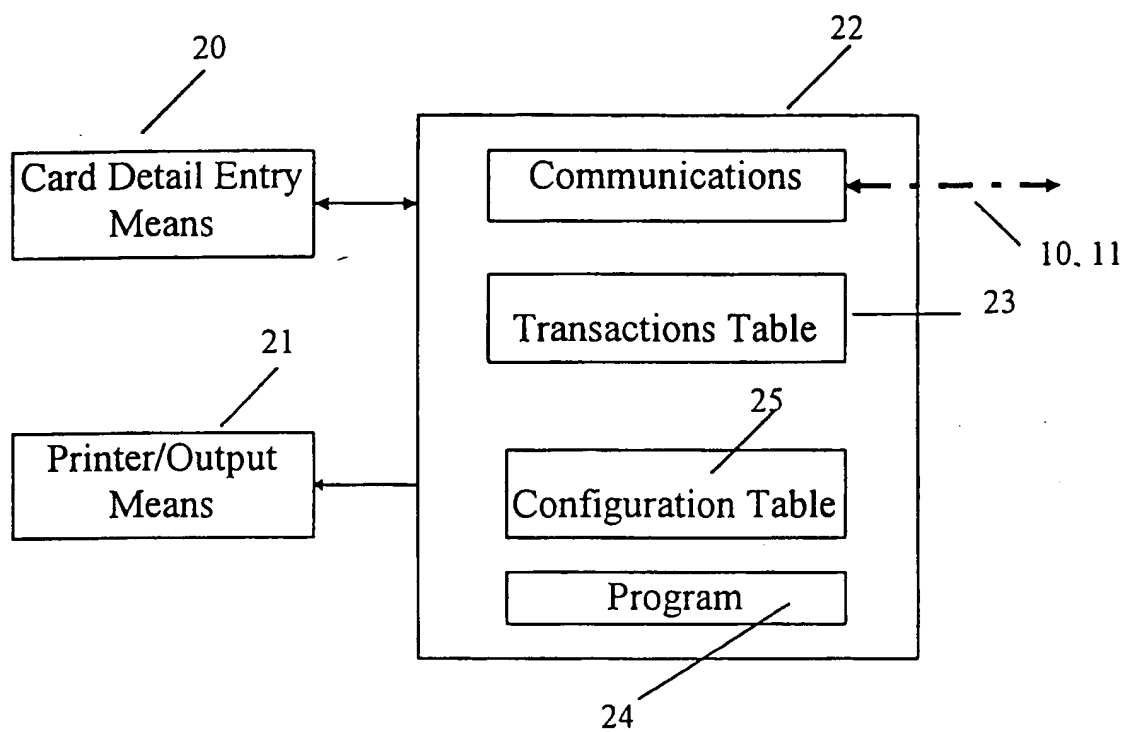 22
20
Card Detail Entry
Means
Communications
10, 11
Transactions Table
23
21
Printer/Output
Means
25
Configuration Table
Program
24